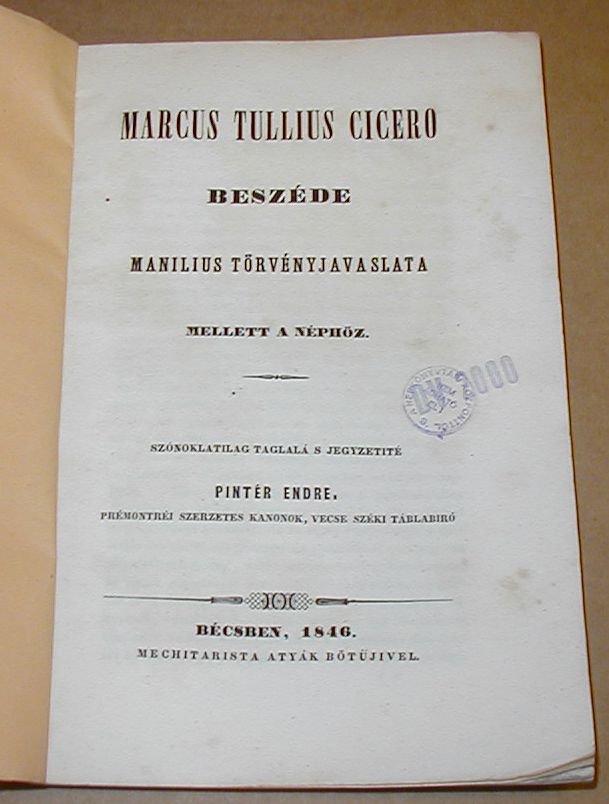 MARCUS TULLIUS CICERO
BESZÉDE
MANILIUS TÖRVÉNYJAVASLATA
MELLETT A NÉPHÖZ.
SZÓNOKLATILAG TAGLALÁ S JEGYZETITÉ
PINTÉR ENDRE,
PRÉMONTRÉI SZERZETES KANONOK, VECSE SZÉKI TÁBLABIRÓ
BÉCSBEN, 1846.
MECHITARISTA ATYÁK BŐTÜJIVEL.